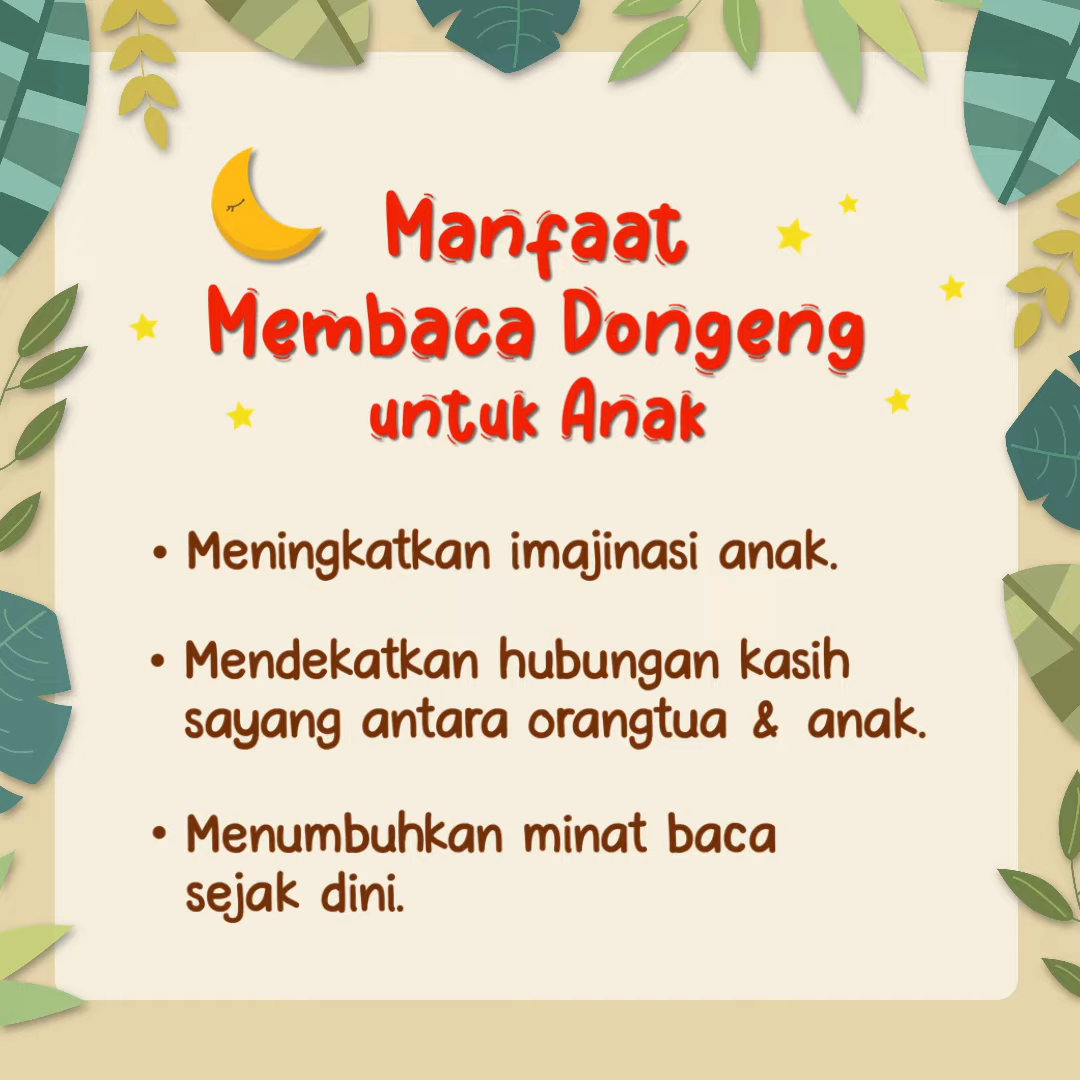 Manfaat
Membaca Dongeng
untuk Anak
• Meningkatkan imajinasi anak.
• Mendekatkan hubungan kasih
sayang antara orangtua & anak.
• Menumbuhkan minat baca
sejak dini.